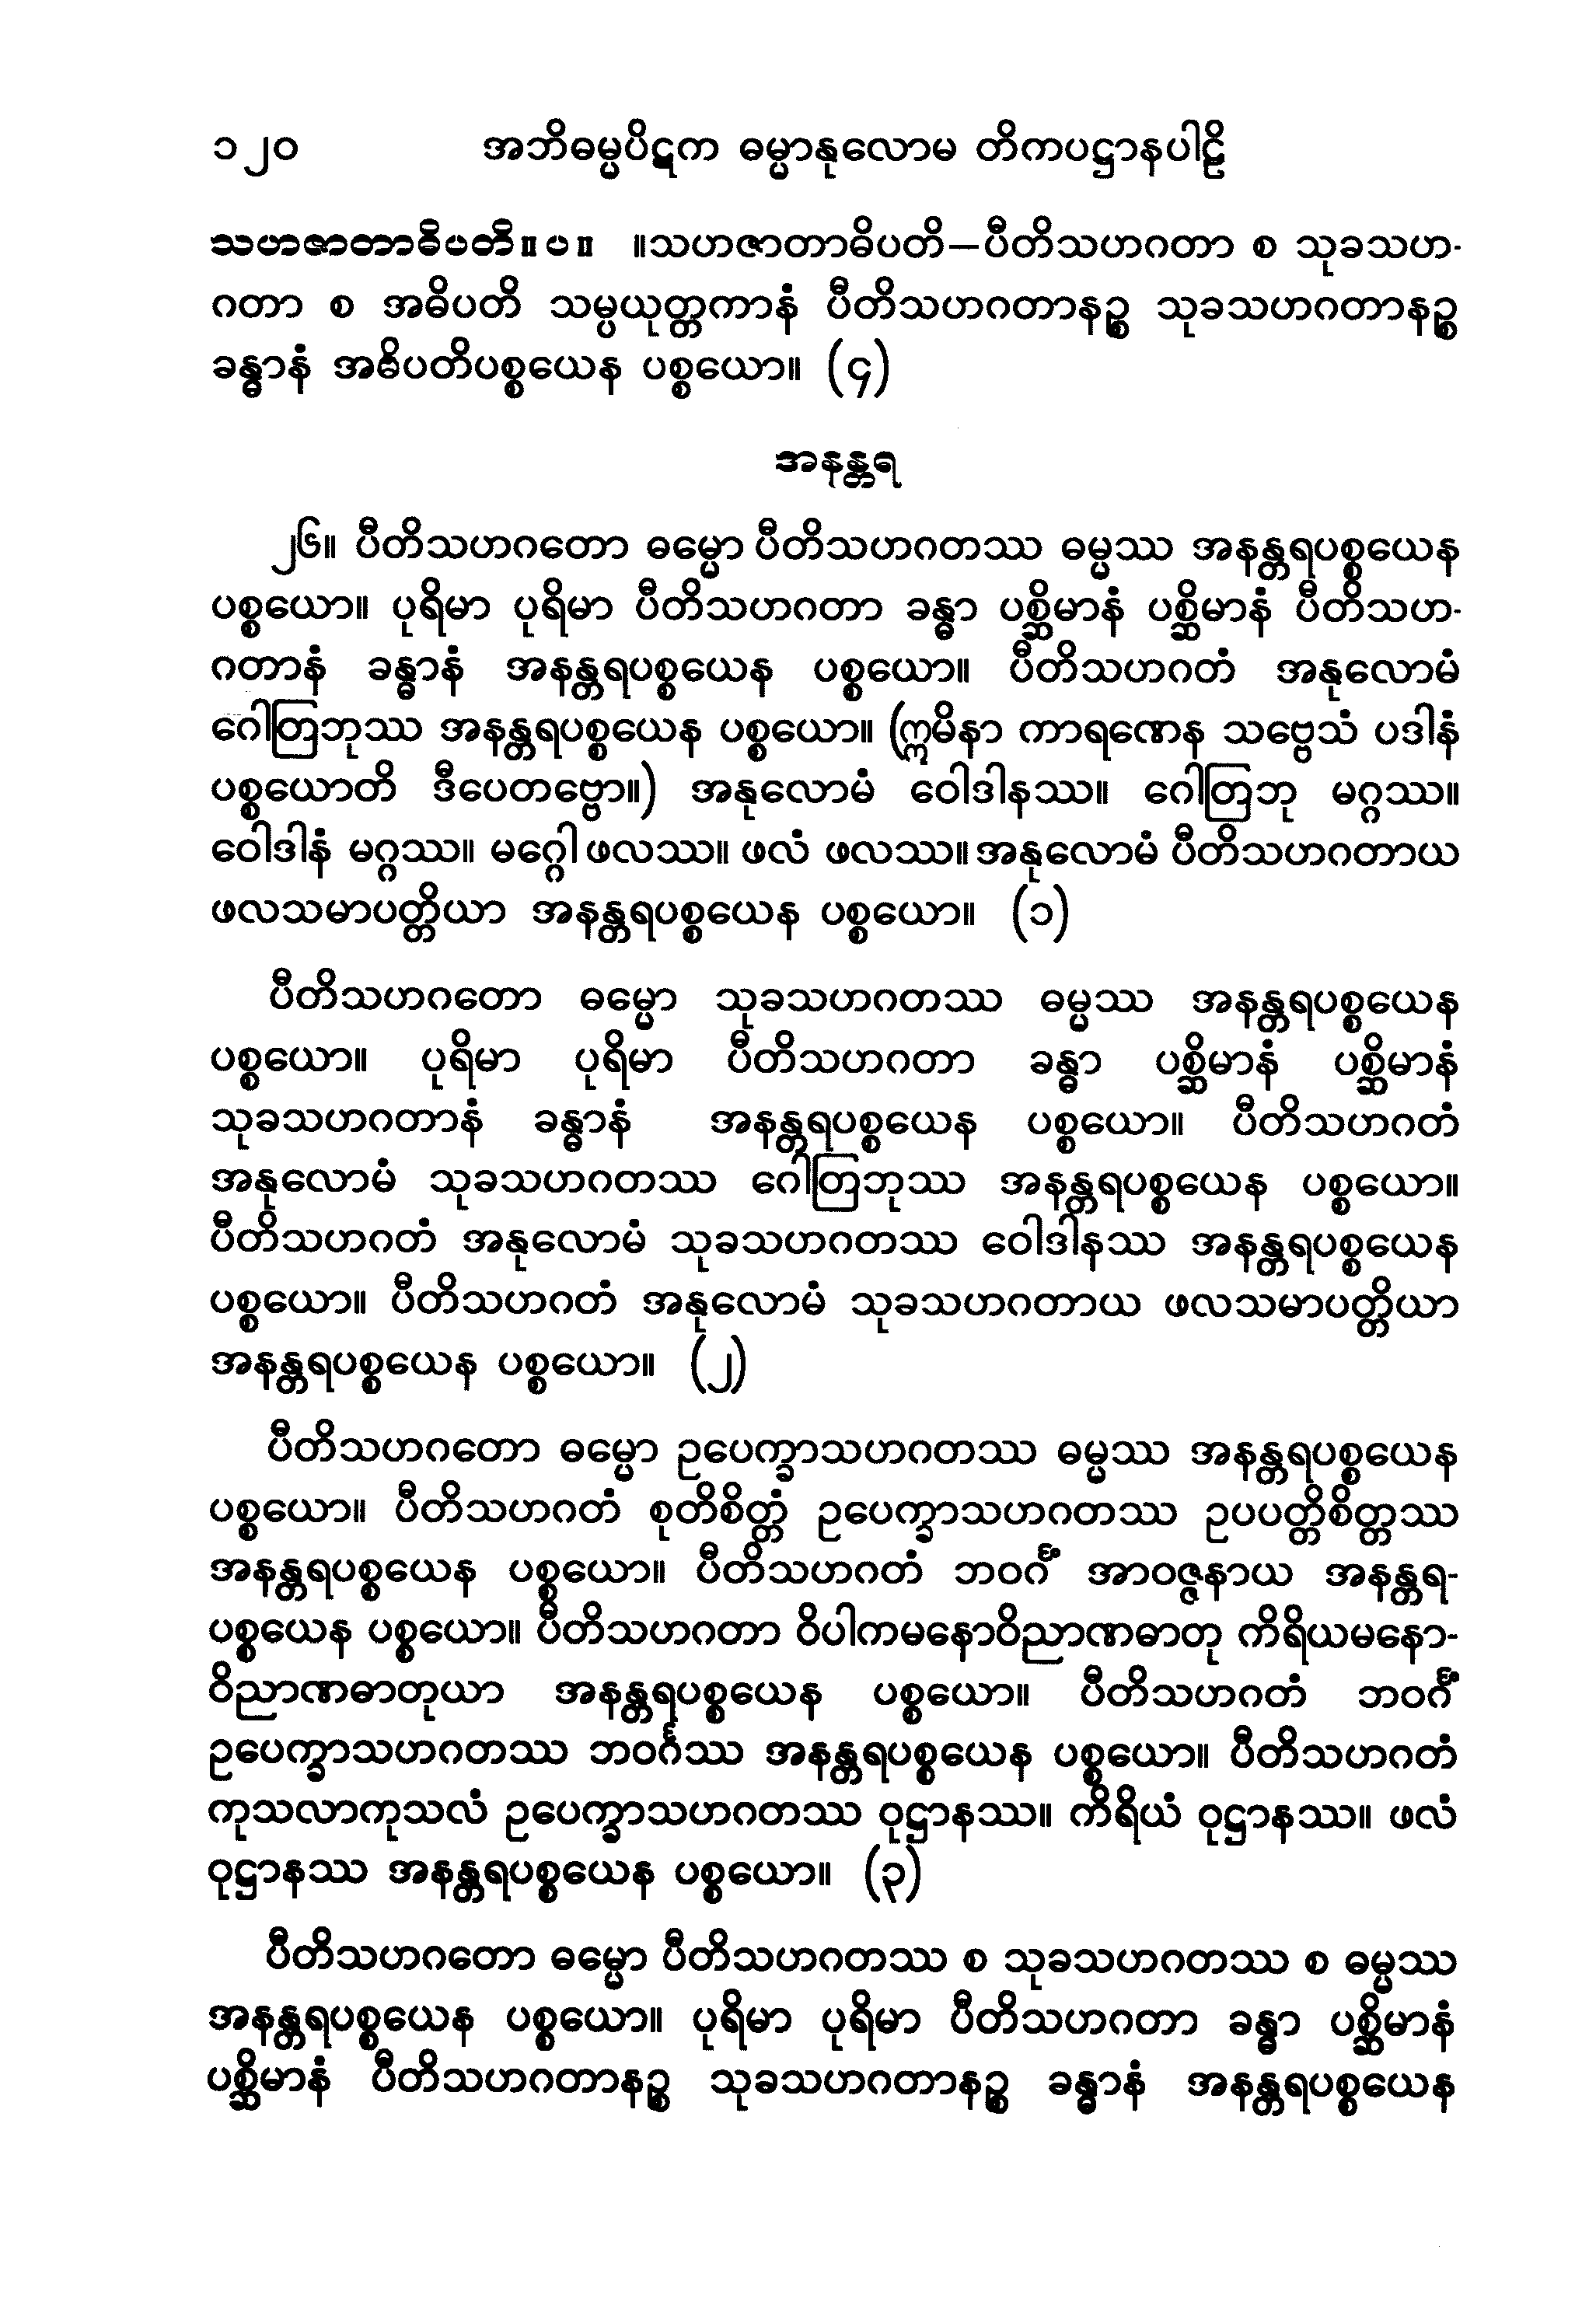 ၁၂၀ အဘိဓမ္မပိဋက ဓမ္မာနုလောမ တိကပဋ္ဌာနပါဠိ
သဟဇာတာဓိပတိ။ပ။ ။သဟဇာတာဓိပတိ–ပီတိသဟဂတာ စ သုခသဟ-
ဂတာ စ အဓိပတိ သမ္ပယုတ္တကာနံ ပီတိသဟဂတာနဉ္စ သုခသဟဂတာနဉ္စ
ခန္ဓာနံ အဓိပတိပစ္စယေန ပစ္စယော။ (၄)
အနန္တရ
၂၆။ ပီတိသဟဂတော ဓမ္မော ပီတိသဟဂတဿ ဓမ္မဿ အနန္တရပစ္စယေန
ပစ္စယော။ ပုရိမာ ပုရိမာ ပီတိသဟဂတာ ခန္ဓာ ပစ္ဆိမာနံ ပစ္ဆိမာနံ ပီတိသဟ-
ဂတာနံ ခန္ဓာနံ အနန္တရပစ္စယေန ပစ္စယော။ ပီတိသဟဂတံ အနုလောမံ
ဂေါတြဘုဿ အနန္တရပစ္စယေန ပစ္စယော။ (ဣမိနာ ကာရဏေန သဗ္ဗေသံ ပဒါနံ
ပစ္စယောတိ ဒီပေတဗ္ဗော။) အနုလောမံ ဝေါဒါနဿ။ ဂေါတြဘု မဂ္ဂဿ။
ဝေါဒါနံ မဂ္ဂဿ။ မဂ္ဂေါ ဖလဿ။ ဖလံ ဖလဿ။ အနုလောမံ ပီတိသဟဂတာယ
ဖလသမာပတ္တိယာ အနန္တရပစ္စယေန ပစ္စယော။ (၁)
ပီတိသဟဂတော ဓမ္မော သုခသဟဂတဿ ဓမ္မဿ အနန္တရပစ္စယေန
ပစ္စယော။ ပုရိမာ ပုရိမာ ပီတိသဟဂတာ ခန္ဓာ ပစ္ဆိမာနံ ပစ္ဆိမာနံ
သုခသဟဂတာနံ ခန္ဓာနံ အနန္တရပစ္စယေန ပစ္စယော။ ပီတိသဟဂတံ
အနုလောမံ သုခသဟဂတဿ ဂေါတြဘုဿ အနန္တရပစ္စယေန ပစ္စယော။
ပီတိသဟဂတံ အနုလောမံ သုခသဟဂတဿ ဝေါဒါနဿ အနန္တရပစ္စယေန
ပစ္စယော။ ပီတိသဟဂတံ အနုလောမံ သုခသဟဂတာယ ဖလသမာပတ္တိယာ
အနန္တရပစ္စယေန ပစ္စယော။ (၂)
ပီတိသဟဂတော ဓမ္မော ဥပေက္ခာသဟဂတဿ ဓမ္မဿ အနန္တရပစ္စယေန
ပစ္စယော။ ပီတိသဟဂတံ စုတိစိတ္တံ ဥပေက္ခာသဟဂတဿ ဥပပတ္တိစိတ္တဿ
အနန္တရပစ္စယေန ပစ္စယော။ ပီတိသဟဂတံ ဘဝင်္ဂံ အာဝဇ္ဇနာယ အနန္တရ-
ပစ္စယေန ပစ္စယော။ ပီတိသဟဂတာ ဝိပါကမနောဝိညာဏဓာတု ကိရိယမနော-
ဝိညာဏဓာတုယာ အနန္တရပစ္စယေန ပစ္စယော။ ပီတိသဟဂတံ ဘဝင်္ဂံ
ဥပေက္ခာသဟဂတဿ ဘဝင်္ဂဿ အနန္တရပစ္စယေန ပစ္စယော။ ပီတိသဟဂတံ
ကုသလာကုသလံ ဥပေက္ခာသဟဂတဿ ဝုဋ္ဌာနဿ။ ကိရိယံ ဝုဋ္ဌာနဿ။ ဖလံ
ဝုဋ္ဌာနဿ အနန္တရပစ္စယေန ပစ္စယော။ (၃)
ပီတိသဟဂတော ဓမ္မော ပီတိသဟဂတဿ စ သုခသဟဂတဿ စ ဓမ္မဿ
အနန္တရပစ္စယေန ပစ္စယော။ ပုရိမာ ပုရိမာ ပီတိသဟဂတာ ခန္ဓာ ပစ္ဆိမာနံ
ပစ္ဆိမာနံ ပီတိသဟဂတာနဉ္စ သုခသဟဂတာနဉ္စ ခန္ဓာနံ အနန္တရပစ္စယေန